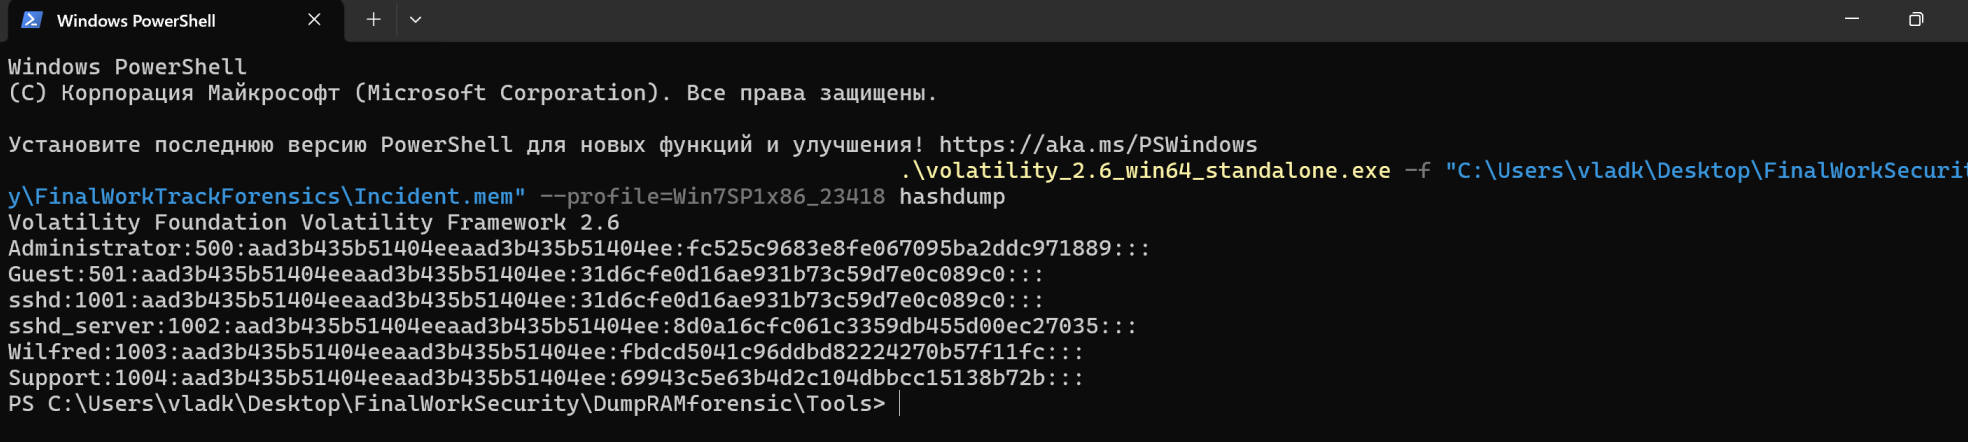 Windows PowerShell
Windows PowerShell
(C) Корпорация Майкрософт (Microsoft Corporation). Все права защищены.
Установите последнюю версию PowerShell для новых функций и улучшения! https://aka.ms/PSWindows
.\volatility_2.6_win64_standalone.exe -f "C:\Users\vladk\Desktop\FinalWorkSecurit
y\FinalWorkTrackForensics\Incident.mem" --profile=Win7SP1x86_23418 hashdump
Volatility Foundation Volatility Framework 2.6
Administrator:500:aad3b435b51404eeaad3b435b51404ee:fc525c9683e8fe067095ba2ddc971889:::
Guest:501:aad3b435b51404eeaad3b435b51404ee:31d6cfe0d16ae931b73c59d7e0c089c0:::
sshd:1001:aad3b435b51404eeaad3b435b51404ee:31d6cfe0d16ae931b73c59d7e0c089c0:::
sshd_server:1002:aad3b435b51404eeaad3b435b51404ee:8d0a16cfc061c3359db455d00ec27035:::
Wilfred:1003:aad3b435b51404eeaad3b435b51404ee:fbdcd5041c96ddbd82224270b57f11fc:::
Support:1004:aad3b435b51404eeaad3b435b51404ee:69943c5e63b4d2c104dbbcc15138b72b:::
PS C:\Users\vladk\Desktop\FinalWorkSecurity\DumpRAMforensic\Tools>